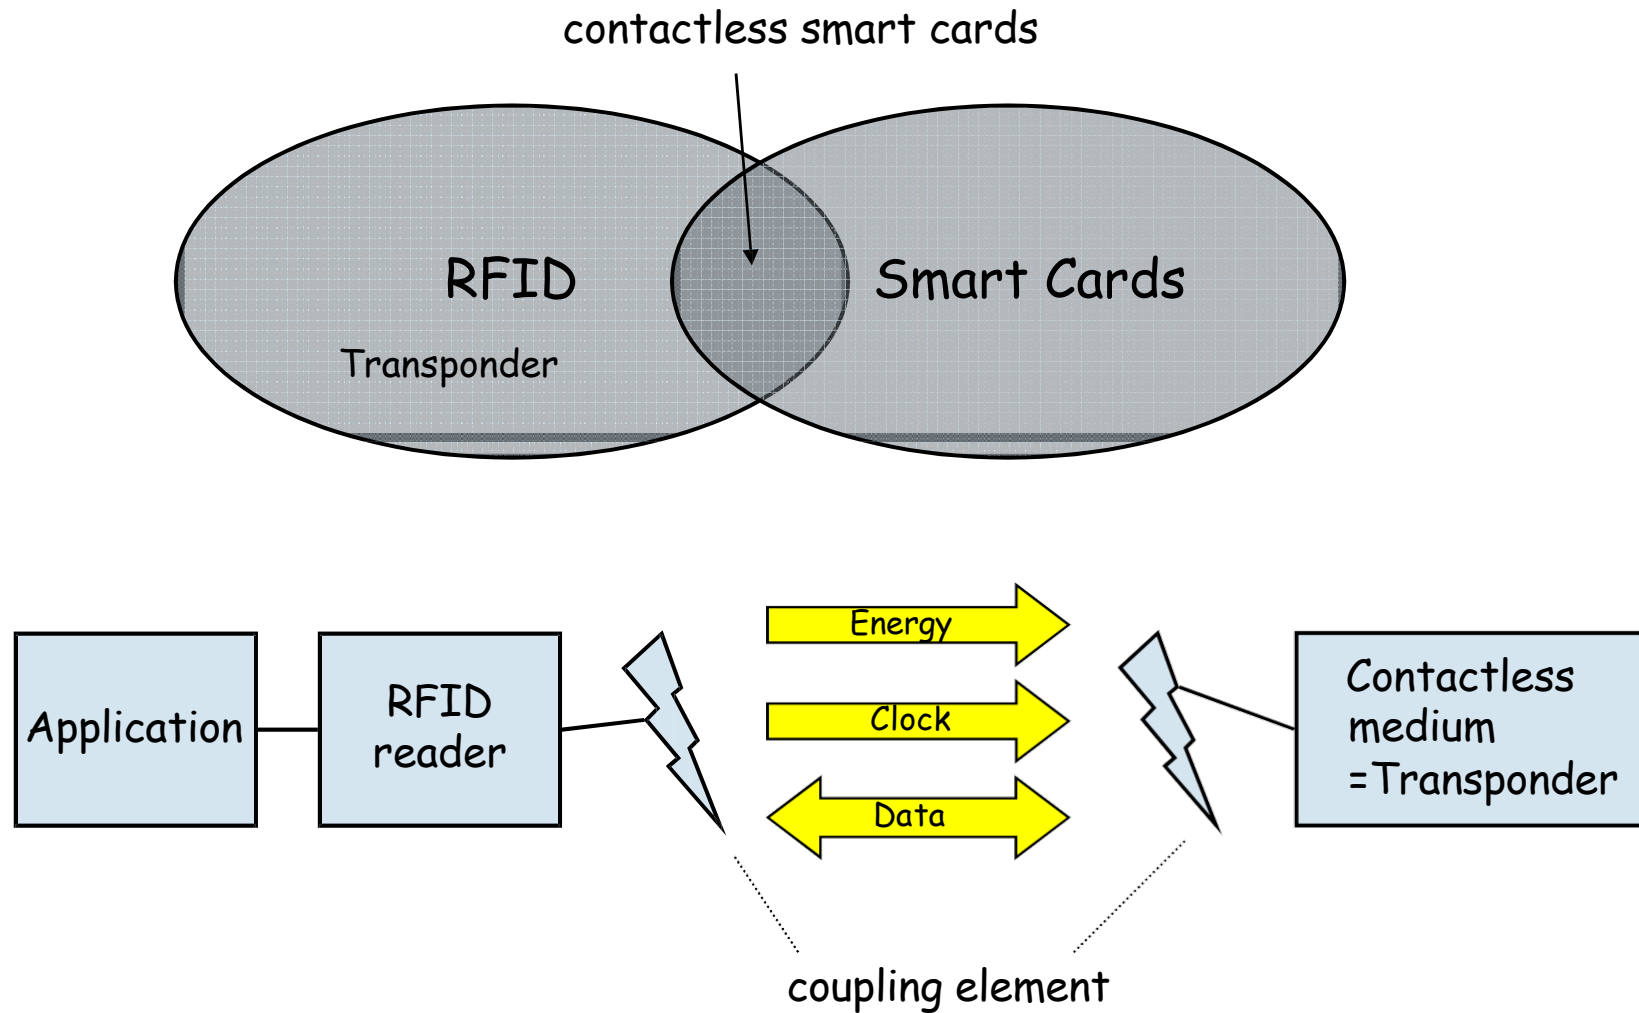 contactless smart cards
RFID
Smart Cards
Transponder
Energy
Clock
Data
Application
RFID
reader
Contactless
medium
=Transponder
coupling element